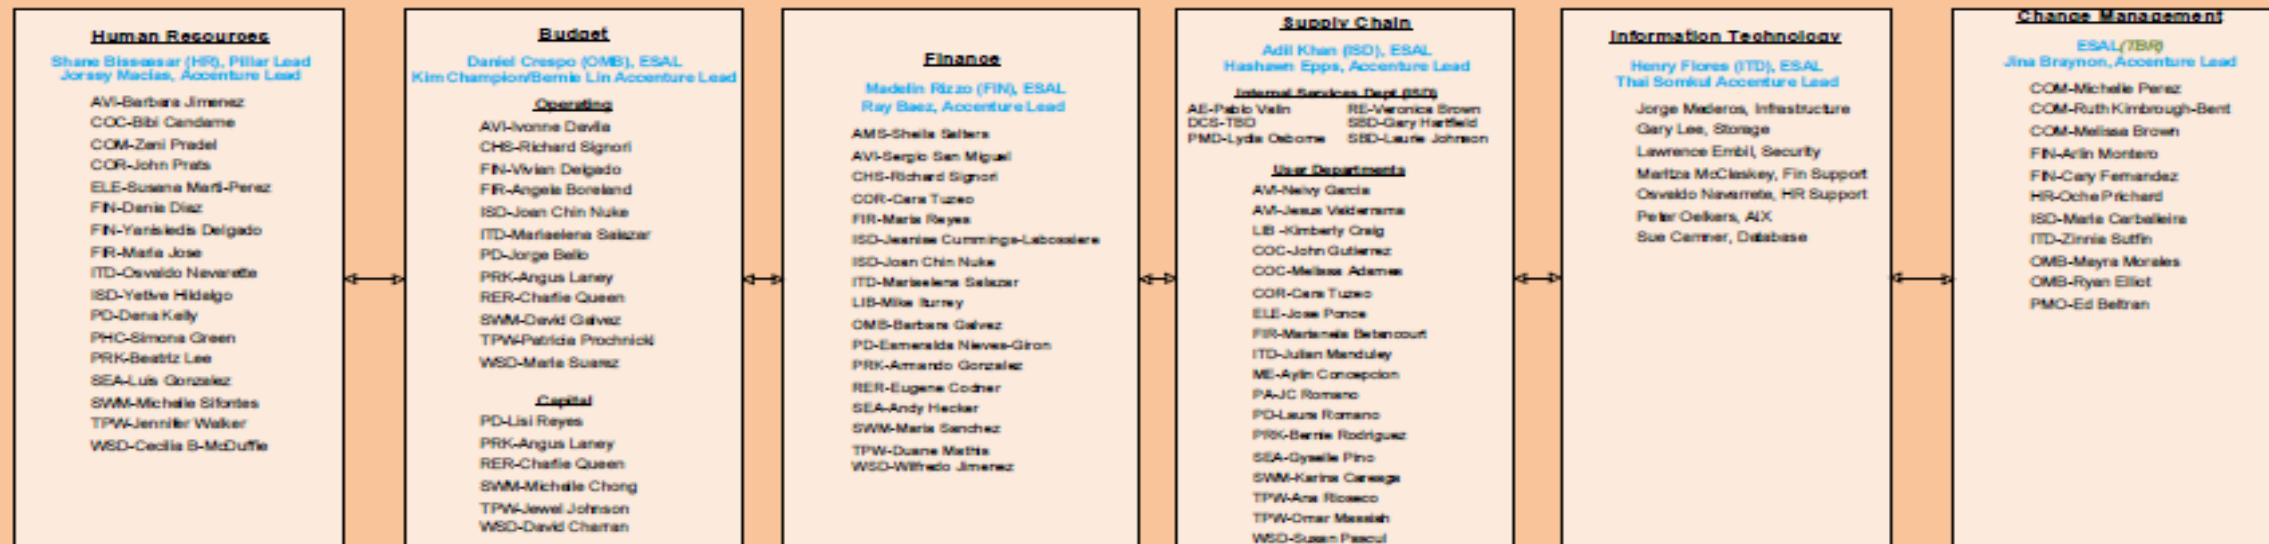 Human Resources
Shane Bissessar (HR), Pillar Lead
Jorssy Macias, Accenture Lead
AVI-Barbara Jimenez
COC-Bibi Cendame
COM-Zeni Pradel
COR-John Prats
ELE-Susana Marti-Perez
FIN-Dania Diaz
FIN-Yanisledis Delgado
FIR-Maria Jose
ITD-Osvaldo Navarette
ISD-Yetive Hidalgo
PD-Dena Kelly
PHC-Simona Green
PRK-Beatriz Lee
SEA-Luis Gonzalez
SWM-Michelle Sifontes
TPW-Jennifer Walker
WSD-Cecilia B-McDuffie
Budget
Daniel Crespo (OMB), ESAL
Kim Champion/Bernie Lin Accenture Lead
Operating
AVI-Ivonne Davila
CHS-Richard Signori
FIN-Vivian Delgado
FIR-Angela Boreland
ISD-Joan Chin Nuke
ITD-Mariaelena Salazar
PD-Jorge Bello
PRK-Angus Laney
RER-Charlie Queen
SWM-David Galvez
TPW-Patricia Prochnicki
WSD-Maria Suarez
Capital
PD-Lisi Reyes
PRK-Angus Laney
RER-Charlie Queen
SWM-Michelle Chong
TPW-Jewel Johnson
WSD-David Charran
Finance
Madelin Rizzo (FIN), ESAL
Ray Baez, Accenture Lead
AMS-Sheila Salters
AVI-Sergio San Miguel
CHS-Richard Signori
COR-Cara Tuzeo
FIR-Maria Reyes
ISD-Jeanise Cummings-Labossiere
ISD-Joan Chin Nuke
ITD-Mariaelena Salazar
LIB-Mike Iturrey
OMB-Barbara Galvez
PD-Esmeralda Nieves-Giron
PRK-Armando Gonzalez
RER-Eugene Codner
SEA-Andy Hecker
SWM-Maria Sanchez
TPW-Duane Mathis
WSD-Wilfredo Jimenez
Supply Chain
Adil Khan (ISD), ESAL
Hashawn Epps, Accenture Lead
Internal Services Dept (ISD)
AE-Pablo Valin RE-Veronica Brown
DCS-TBD SBD-Gary Hartfield
PMD-Lydia Osborne SBD-Laurie Johnson
User Departments
AVI-Neivy Garcia
AVI-Jesus Valderrama
LIB -Kimberly Craig
COC-John Gutierrez
COC-Melissa Adames
COR-Cara Tuzeo
ELE-Jose Ponce
FIR-Marianela Betancourt
ITD-Julian Manduley
ME-Aylin Concepcion
PA-JC Romano
PD-Laura Romano
PRK-Bernie Rodriguez
SEA-Gyselle Pino
SWM-Karina Careaga
TPW-Ana Rioseco
TPW-Omar Messiah
WSD-Susan Pascul
Information Technology
Henry Flores (ITD), ESAL
Thai Somkul Accenture Lead
Jorge Mederos, Infrastructure
Gary Lee, Storage
Lawrence Embil, Security
Maritza McClaskey, Fin Support
Osvaldo Navarrete, HR Support
Peter Oelkers, AIX
Sue Camner, Database
Change Management
ESAL(TBR)
Jina Braynon, Accenture Lead
COM-Michelle Perez
COM-Ruth Kimbrough-Bent
COM-Melissa Brown
FIN-Arlin Montero
FIN-Cary Fernandez
HR-Oche Prichard
ISD-Maria Carballeira
ITD-Zinnia Sutfin
OMB-Mayra Morales
OMB-Ryan Elliot
PMO-Ed Beltran